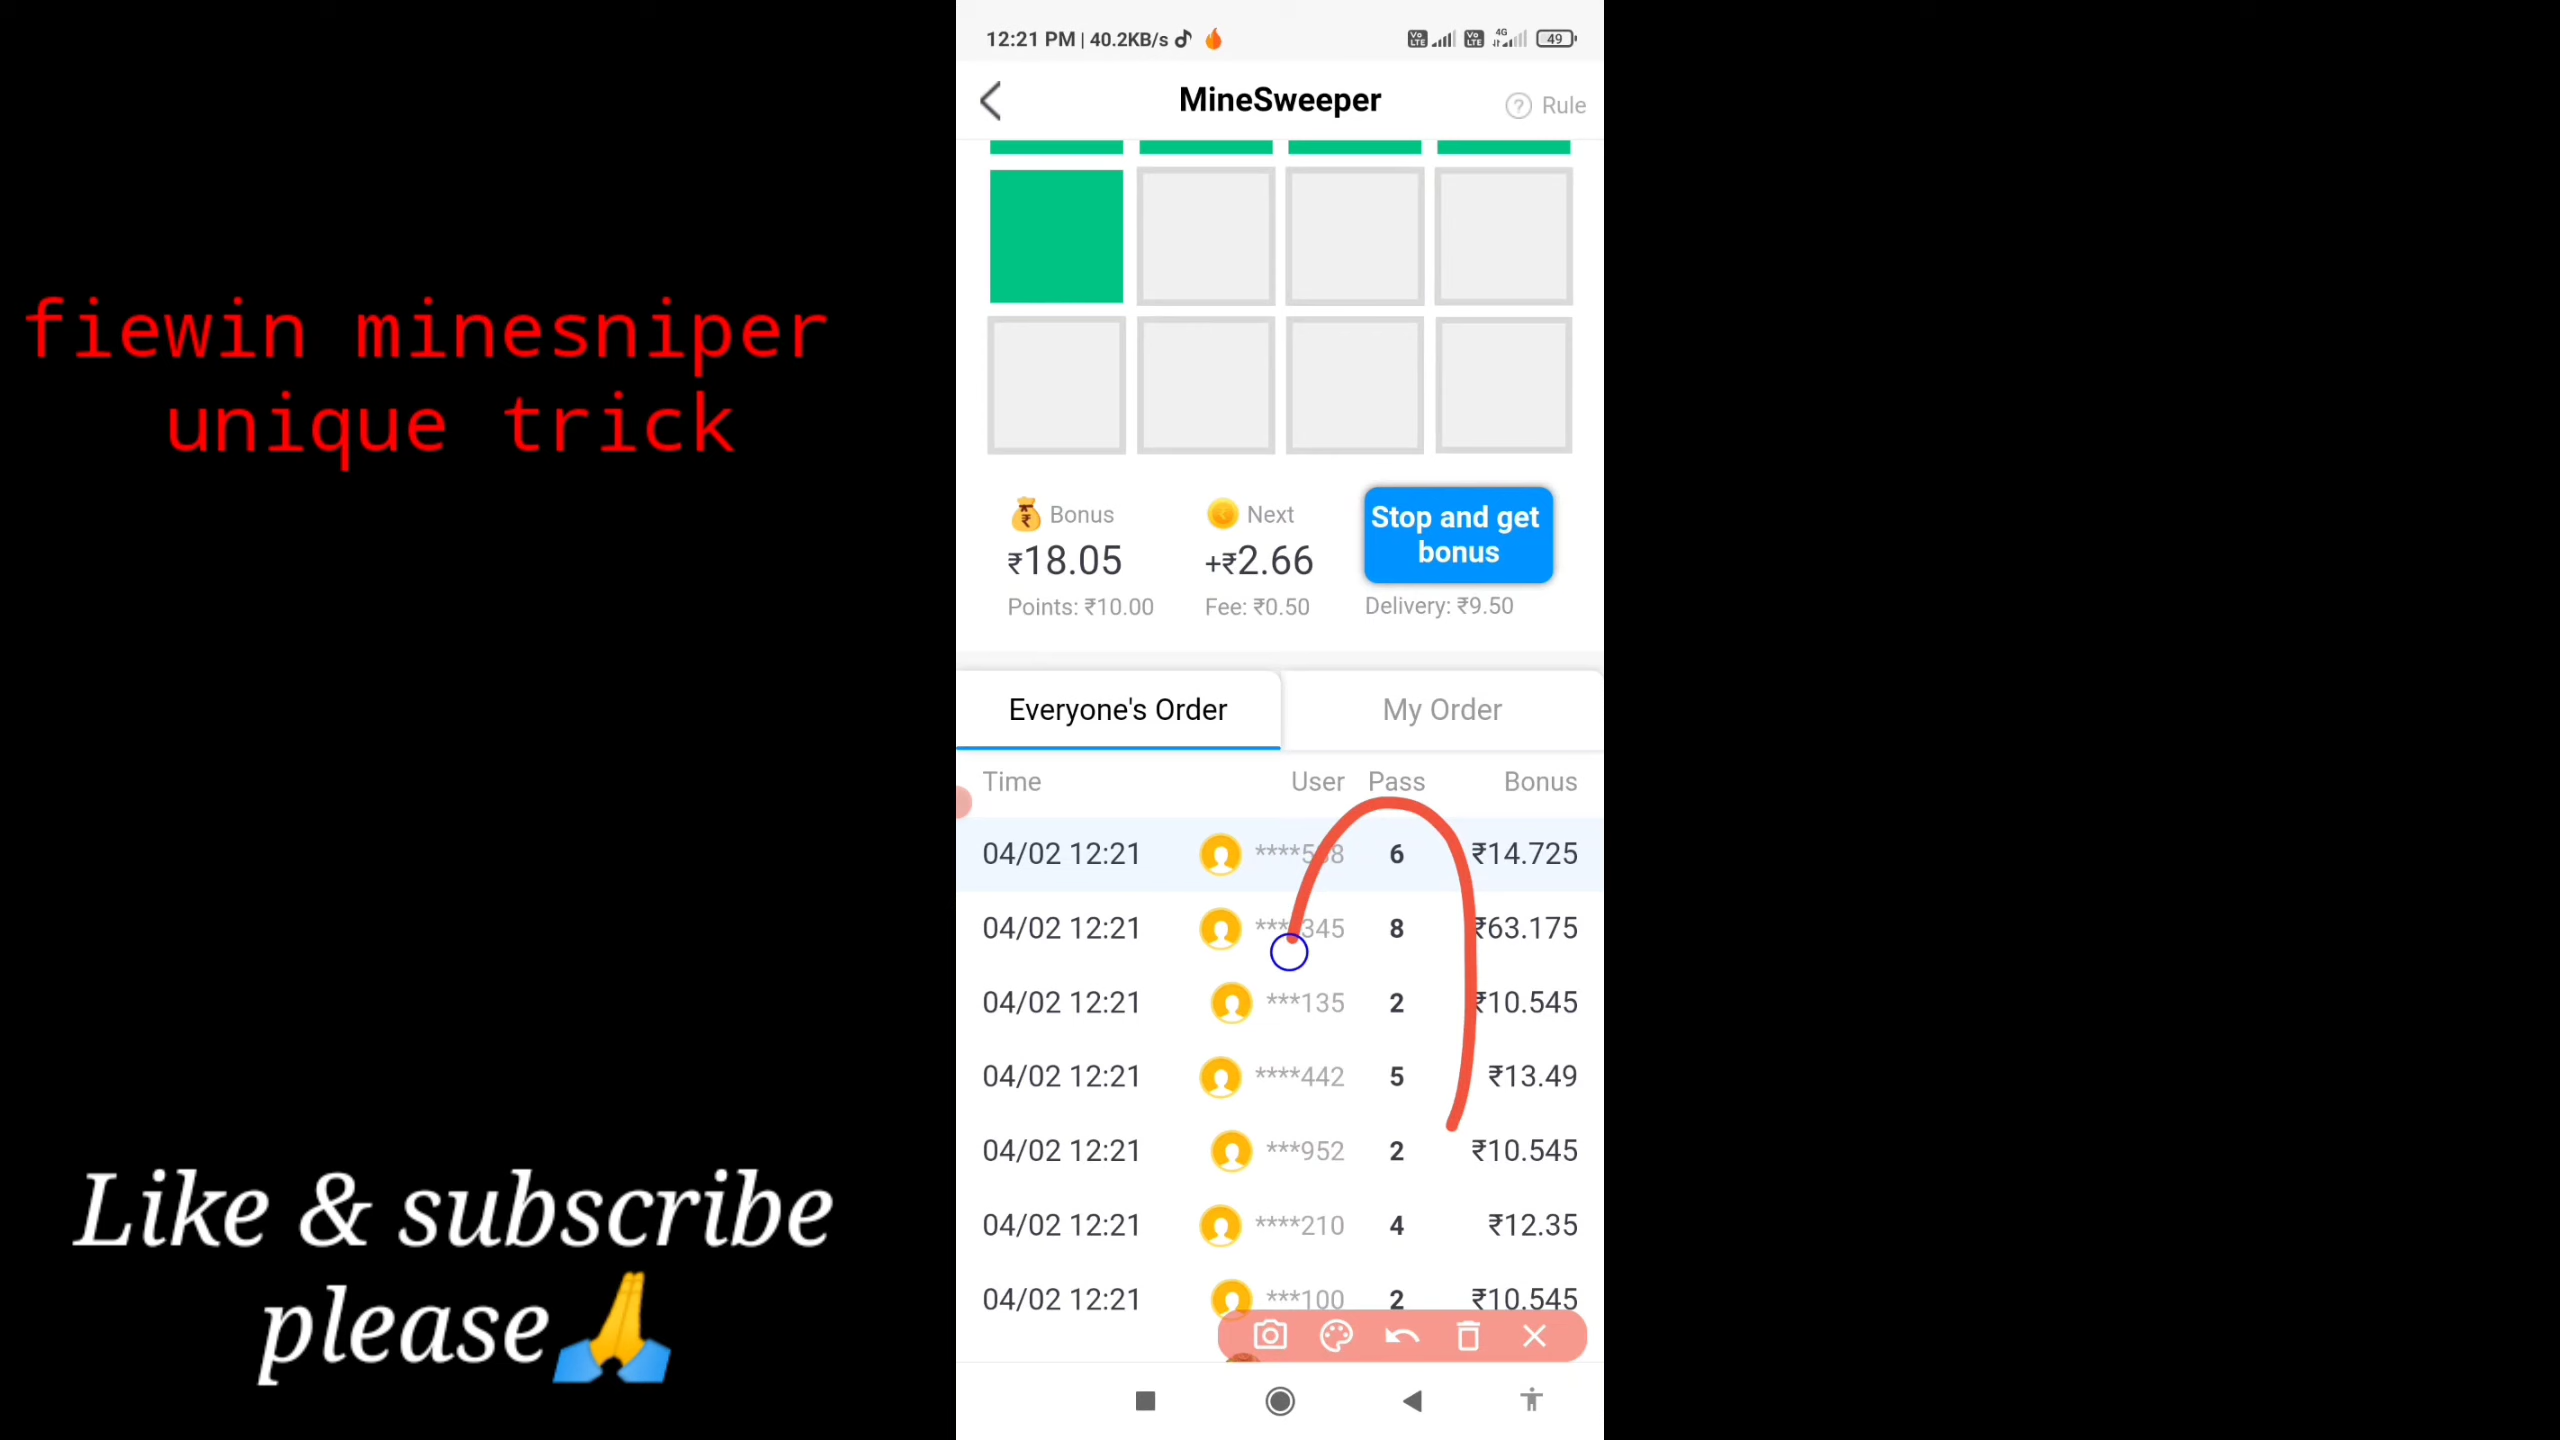 12:21 PM | 40.2KB/s
4G
49
MineSweeper
? Rule
fiewin minesniper
unique trick
Bonus
Next
Stop and get
bonus
₹18.05
+₹2.66
Points: ₹10.00
Fee: ₹0.50
Delivery: ₹9.50
Everyone's Order
My Order
Time User Pass Bonus
04/02 12:21 6 ₹14.725
04/02 12:21 8 ₹63.175
04/02 12:21 ***135 2 ₹10.545
04/02 12:21 ****442 5 ₹13.49
04/02 12:21 ***952 2 ₹10.545
04/02 12:21 ****210 4 ₹12.35
04/02 12:21 ***100 2 ₹10.545
Like & subscribe
please🙏